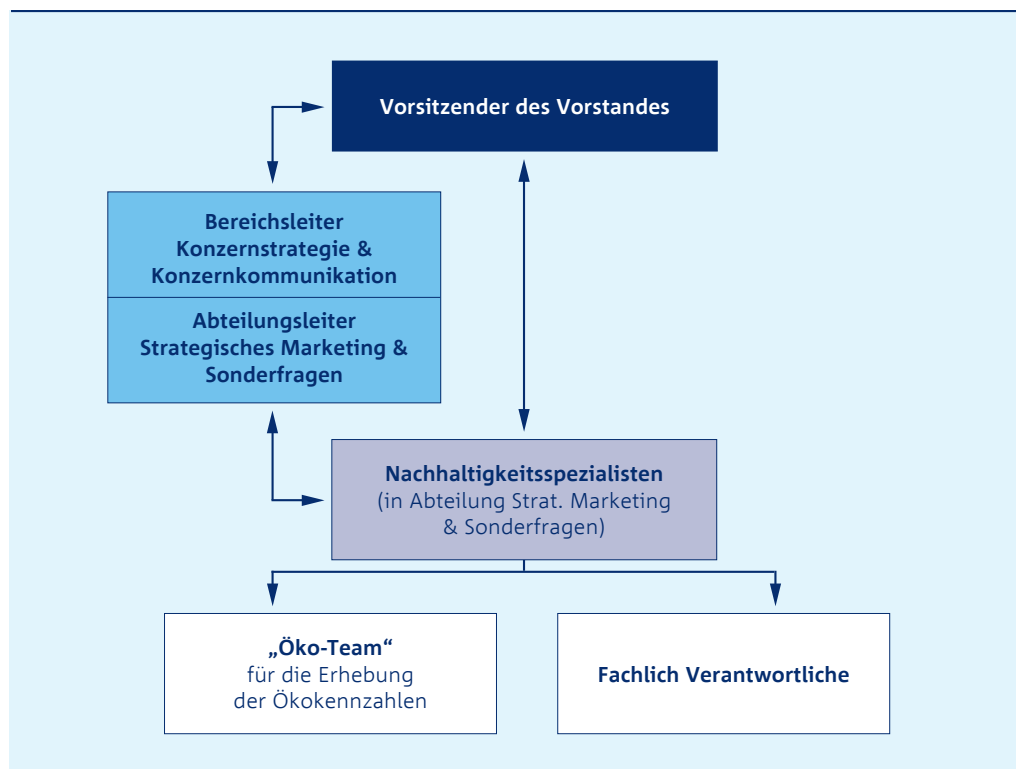 Vorsitzender des Vorstandes
Bereichsleiter
Konzernstrategie &
Konzernkommunikation
Abteilungsleiter
Strategisches Marketing &
Sonderfragen
Nachhaltigkeitsspezialisten
(in Abteilung Strat. Marketing
& Sonderfragen)
„Öko-Team“
für die Erhebung
der Ökokennzahlen
Fachlich Verantwortliche